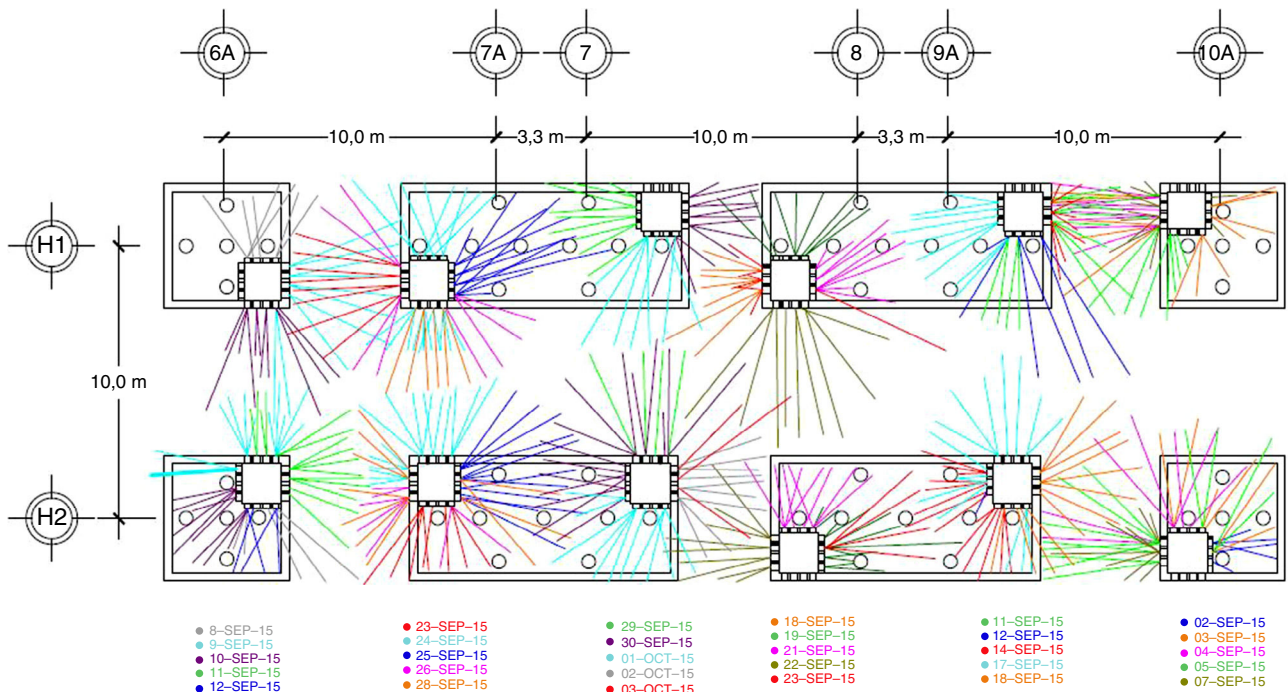 6A 7A 7 8 9A 10A
10,0 m 3,3 m 10,0 m 3,3 m 10,0 m
H1
10,0 m
H2
8–SEP–15
9–SEP–15
10–SEP–15
11–SEP–15
12–SEP–15
23–SEP–15
24–SEP–15
25–SEP–15
26–SEP–15
28–SEP–15
29–SEP–15
30–SEP–15
01–OCT–15
02–OCT–15
03–OCT–15
18–SEP–15
19–SEP–15
21–SEP–15
22–SEP–15
23–SEP–15
11–SEP–15
12–SEP–15
14–SEP–15
17–SEP–15
18–SEP–15
02–SEP–15
03–SEP–15
04–SEP–15
05–SEP–15
07–SEP–15